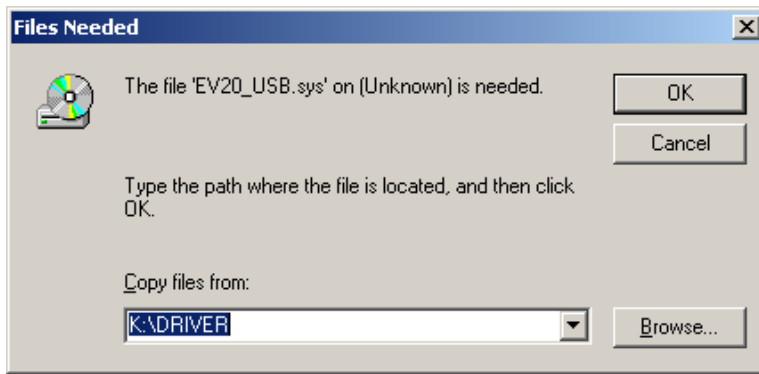 Files Needed
The file 'EV20_USB.sys' on (Unknown) is needed.
OK
Cancel
Type the path where the file is located, and then click
OK.
Copy files from:
K:\DRIVER
Browse...